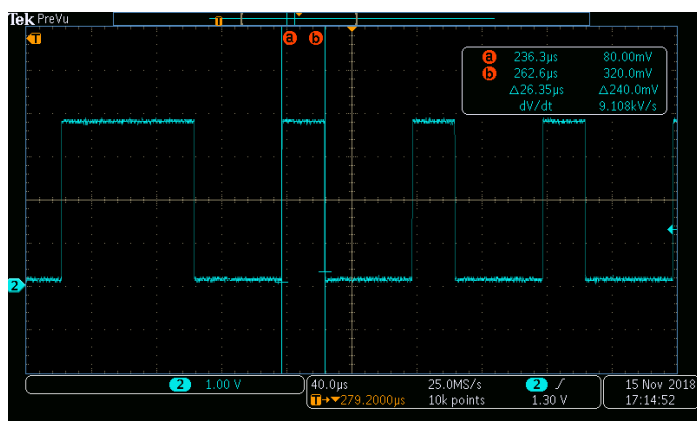 Tek PreVu
T
T
a b
a 236.3µs 80.00mV
b 262.6µs 320.0mV
Δ26.35µs Δ240.0mV
dV/dt 9.108kV/s
2
2 1.00 V
40.0µs 25.0MS/s 2 1.30 V
T→▼279.2000µs 10k points
15 Nov 2018
17:14:52